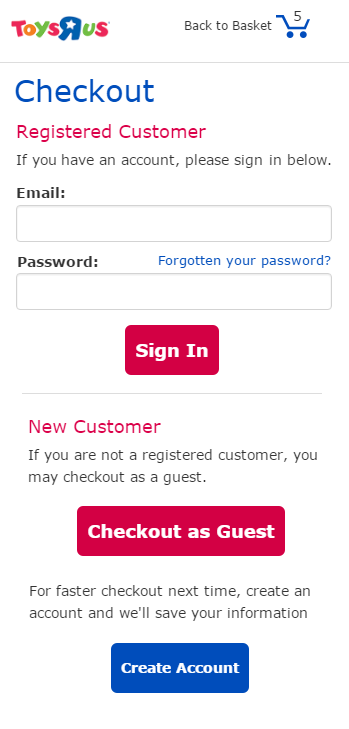 ToysRus
Back to Basket 5
Checkout
Registered Customer
If you have an account, please sign in below.
Email:
Password: Forgotten your password?
Sign In
New Customer
If you are not a registered customer, you
may checkout as a guest.
Checkout as Guest
For faster checkout next time, create an
account and we'll save your information
Create Account